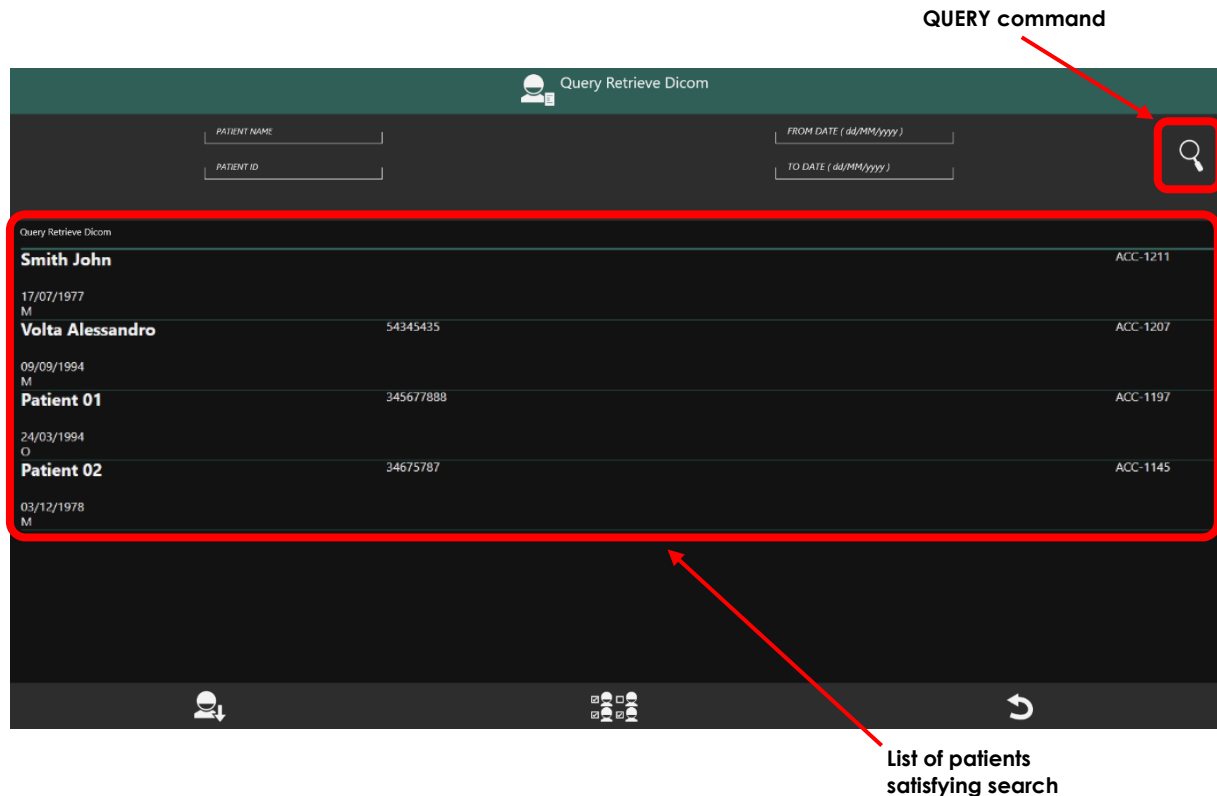 QUERY command
Query Retrieve Dicom
PATIENT NAME
FROM DATE ( dd/MM/yyyy )
PATIENT ID
TO DATE ( dd/MM/yyyy )
Query Retrieve Dicom
Smith John ACC-1211
17/07/1977
M
Volta Alessandro 54345435 ACC-1207
09/09/1994
M
Patient 01 345677888 ACC-1197
24/03/1994
O
Patient 02 34675787 ACC-1145
03/12/1978
M
List of patients
satisfying search